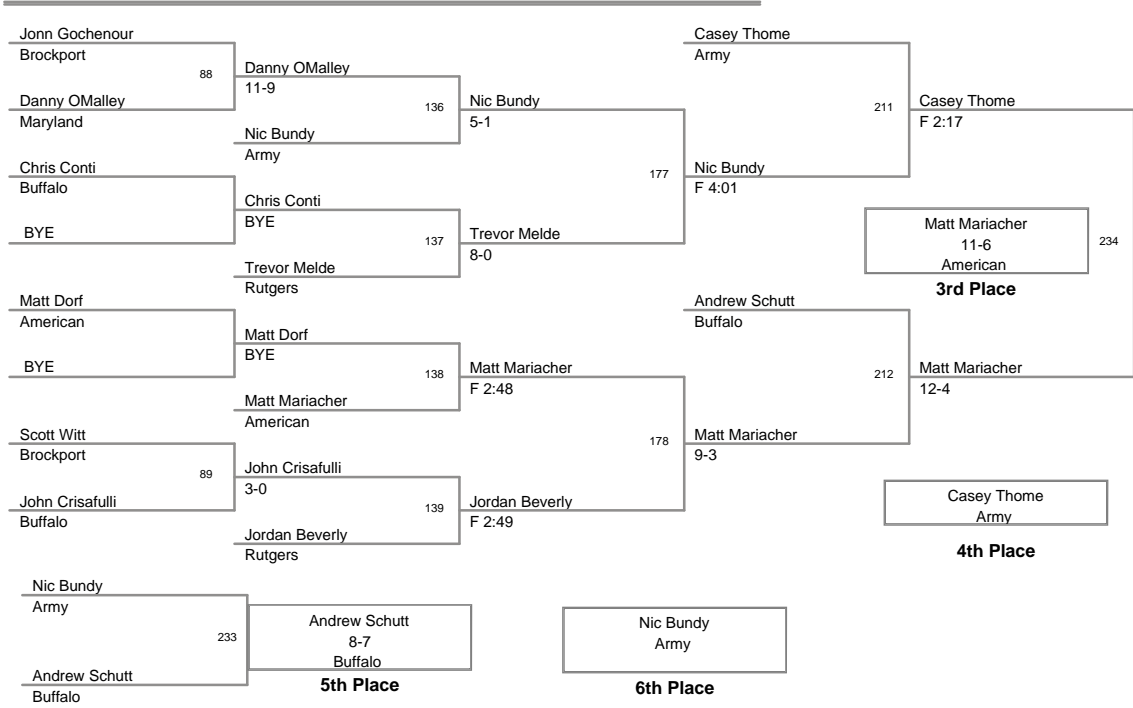 Jonn Gochenour
Brockport
88
Danny OMalley
Maryland
Chris Conti
Buffalo
BYE
Matt Dorf
American
BYE
Scott Witt
Brockport
89
John Crisafulli
Buffalo
Danny OMalley
11-9
136
Nic Bundy
Army
Chris Conti
BYE
137
Trevor Melde
Rutgers
Matt Dorf
BYE
138
Matt Mariacher
American
John Crisafulli
3-0
139
Jordan Beverly
Rutgers
Nic Bundy
5-1
177
Trevor Melde
8-0
Matt Mariacher
F 2:48
178
Jordan Beverly
F 2:49
Casey Thome
Army
211
Nic Bundy
F 4:01
Andrew Schutt
Buffalo
212
Matt Mariacher
9-3
Casey Thome
F 2:17
Matt Mariacher
11-6
American
234
3rd Place
Matt Mariacher
12-4
Casey Thome
Army
4th Place
Nic Bundy
Army
233
Andrew Schutt
Buffalo
Andrew Schutt
8-7
Buffalo
5th Place
Nic Bundy
Army
6th Place